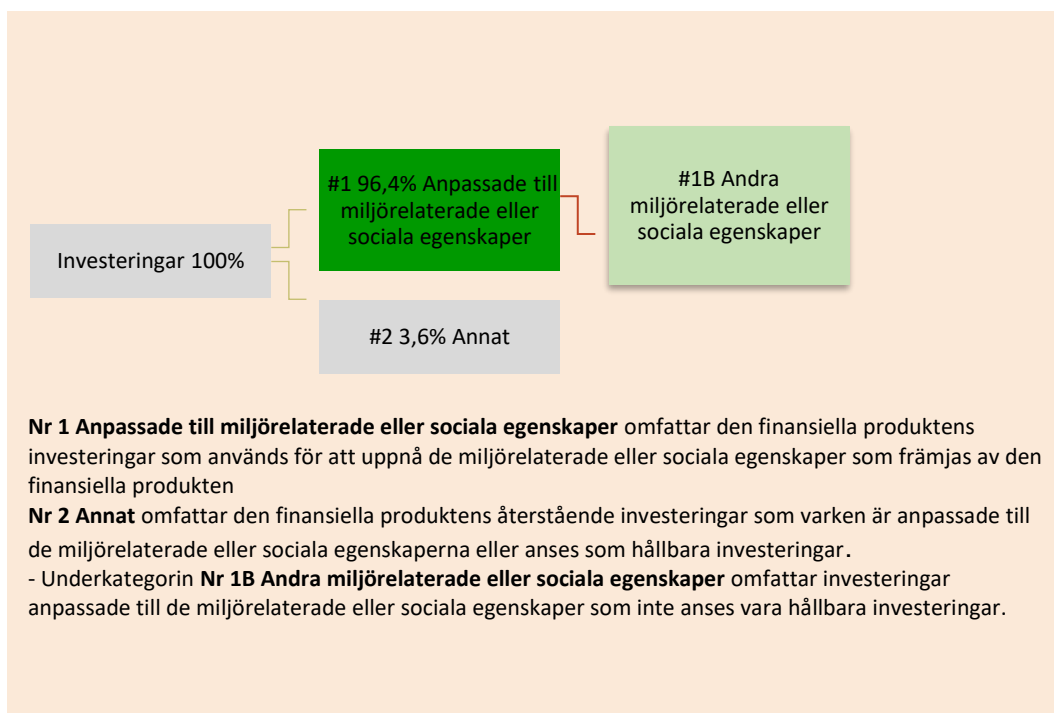 Investeringar 100%
#1 96,4% Anpassade till
miljörelaterade eller
sociala egenskaper
#1B Andra
miljörelaterade eller
sociala egenskaper
#2 3,6% Annat
Nr 1 Anpassade till miljörelaterade eller sociala egenskaper omfattar den finansiella produktens
investeringar som används för att uppnå de miljörelaterade eller sociala egenskaper som främjas av den
finansiella produkten
Nr 2 Annat omfattar den finansiella produktens återstående investeringar som varken är anpassade till
de miljörelaterade eller sociala egenskaperna eller anses som hållbara investeringar.
- Underkategorin Nr 1B Andra miljörelaterade eller sociala egenskaper omfattar investeringar
anpassade till de miljörelaterade eller sociala egenskaper som inte anses vara hållbara investeringar.